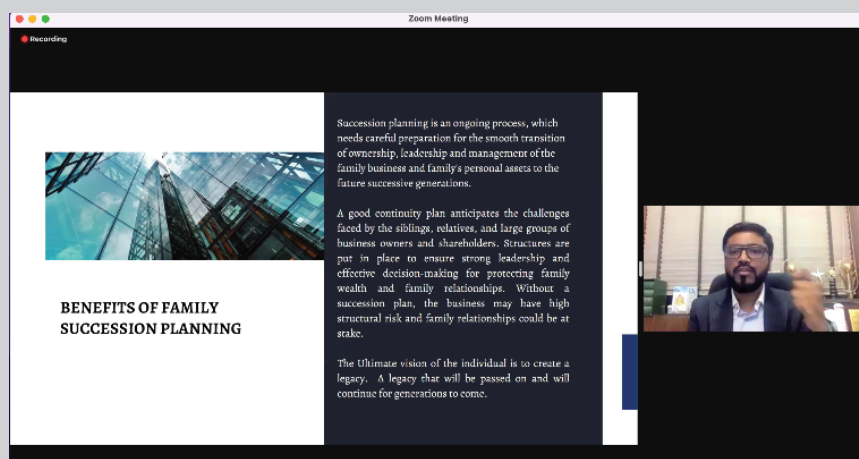 Zoom Meeting
Recording
BENEFITS OF FAMILY
SUCCESSION PLANNING
Succession planning is an ongoing process, which
needs careful preparation for the smooth transition
of ownership, leadership and management of the
family business and family's personal assets to the
future successive generations.
A good continuity plan anticipates the challenges
faced by the siblings, relatives, and large groups of
business owners and shareholders. Structures are
put in place to ensure strong leadership and
effective decision-making for protecting family
wealth and family relationships. Without a
succession plan, the business may have high
structural risk and family relationships could be at
stake.
The Ultimate vision of the individual is to create a
legacy. A legacy that will be passed on and will
continue for generations to come.